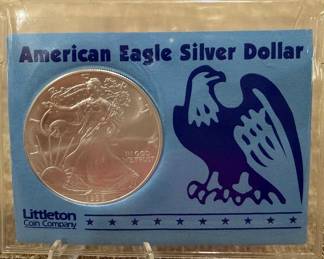 American Eagle Silver Dollar
IN GOD
WE TRUST
Littleton
Coin Company